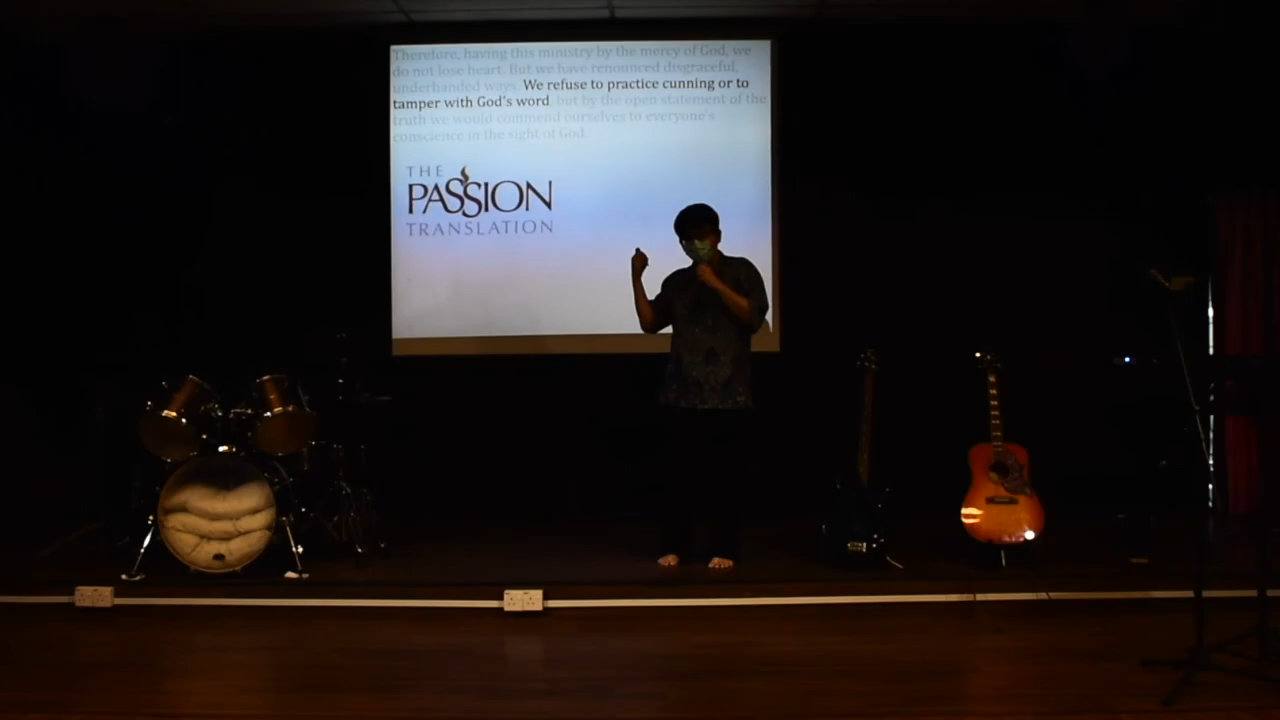 Therefore, having this ministry by the mercy of God, we
do not lose heart. But we have renounced disgraceful,
underhanded ways. We refuse to practice cunning or to
tamper with God's word, but by the open statement of the
truth we would commend ourselves to everyone's
conscience in the sight of God.
THE
PASSION
TRANSLATION